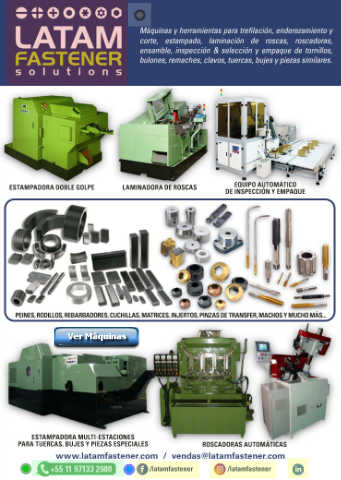 LATAM
FASTENER
solutions
Máquinas y herramientas para trefilación, enderezamiento y
corte, estampado, laminación de roscas, roscadoras,
ensamble, inspección & selección y empaque de tornillos,
bulones, remaches, clavos, tuercas, bujes y piezas similares.
ESTAMPADORA DOBLE GOLPE
LAMINADORA DE ROSCAS
EQUIPO AUTOMÁTICO
DE INSPECCIÓN Y EMPAQUE
PEINES, RODILLOS, REBARBADORES, CUCHILLAS, MATRICES, INJERTOS, PINZAS DE TRANSFER, MACHOS Y MUCHO MÁS...
Ver Máquinas
ESTAMPADORA MULTI-ESTACIONES
PARA TUERCAS, BUJES Y PIEZAS ESPECIALES
ROSCADORAS AUTOMÁTICAS
www.latamfastener.com / vendas@latamfastener.com
+55 11 97133 2980
/latamfastener
/latamfastener
in